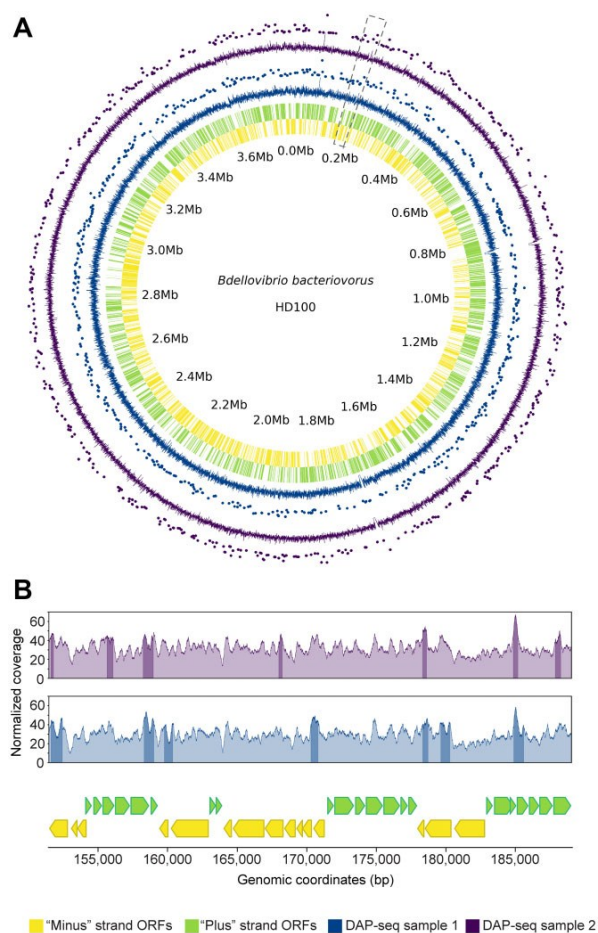 A
0.0Mb
0.2Mb
0.4Mb
0.6Mb
0.8Mb
1.0Mb
1.2Mb
1.4Mb
1.6Mb
1.8Mb
2.0Mb
2.2Mb
2.4Mb
2.6Mb
2.8Mb
3.0Mb
3.2Mb
3.4Mb
3.6Mb
Bdellovibrio bacteriovorus
HD100
B
Normalized coverage
60
40
20
0
60
40
20
0
155,000 160,000 165,000 170,000 175,000 180,000 185,000
Genomic coordinates (bp)
"Minus" strand ORFs "Plus" strand ORFs DAP-seq sample 1 DAP-seq sample 2